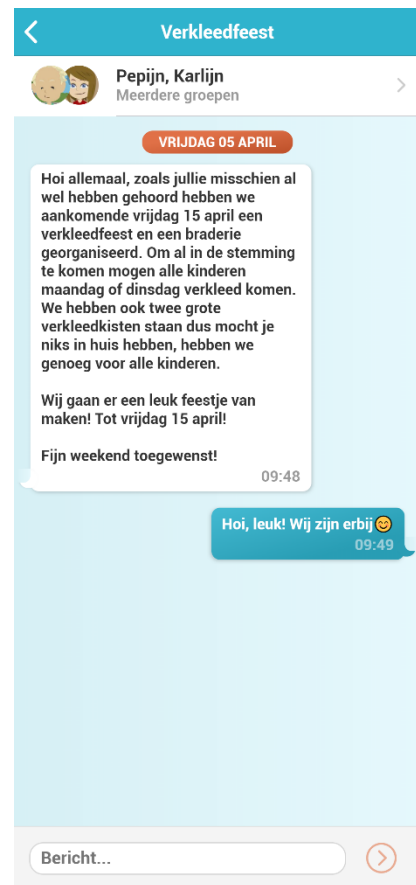 Verkleedfeest
Pepijn, Karlijn
Meerdere groepen
VRIJDAG 05 APRIL
Hoi allemaal, zoals jullie misschien al
wel hebben gehoord hebben we
aankomende vrijdag 15 april een
verkleedfeest en een braderie
georganiseerd. Om al in de stemming
te komen mogen alle kinderen
maandag of dinsdag verkleed komen.
We hebben ook twee grote
verkleedkisten staan dus mocht je
niks in huis hebben, hebben we
genoeg voor alle kinderen.
Wij gaan er een leuk feestje van
maken! Tot vrijdag 15 april!
Fijn weekend toegewenst!
09:48
Hoi, leuk! Wij zijn erbij😊
09:49
Bericht...